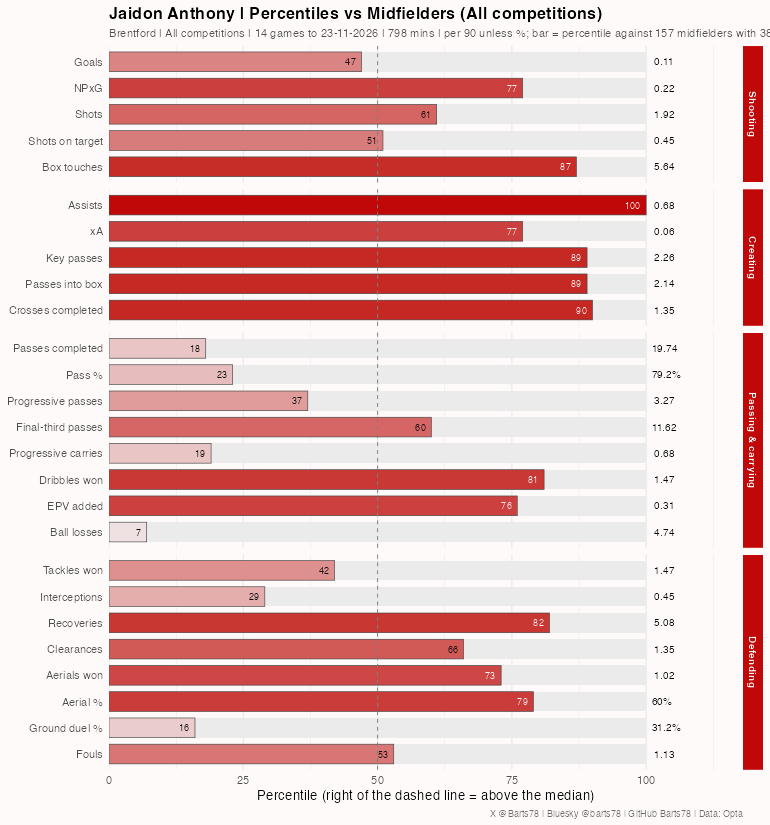 Jaidon Anthony | Percentiles vs Midfielders (All competitions)
Brentford | All competitions | 14 games to 23-11-2026 | 798 mins | per 90 unless %; bar = percentile against 157 midfielders with 38
Goals 47 0.11
NPxG 77 0.22
Shots 61 1.92
Shots on target 51 0.45
Box touches 87 5.64
Shooting
Assists 100 0.68
xA 77 0.06
Key passes 89 2.26
Passes into box 89 2.14
Crosses completed 90 1.35
Creating
Passes completed 18 19.74
Pass % 23 79.2%
Progressive passes 37 3.27
Final-third passes 60 11.62
Progressive carries 19 0.68
Dribbles won 81 1.47
EPV added 76 0.31
Ball losses 7 4.74
Passing & carrying
Tackles won 42 1.47
Interceptions 29 0.45
Recoveries 82 5.08
Clearances 66 1.35
Aerials won 73 1.02
Aerial % 79 60%
Ground duel % 16 31.2%
Fouls 53 1.13
Defending
0 25 50 75 100
Percentile (right of the dashed line = above the median)
X @Barts78 | Bluesky @barts78 | GitHub Barts78 | Data: Opta